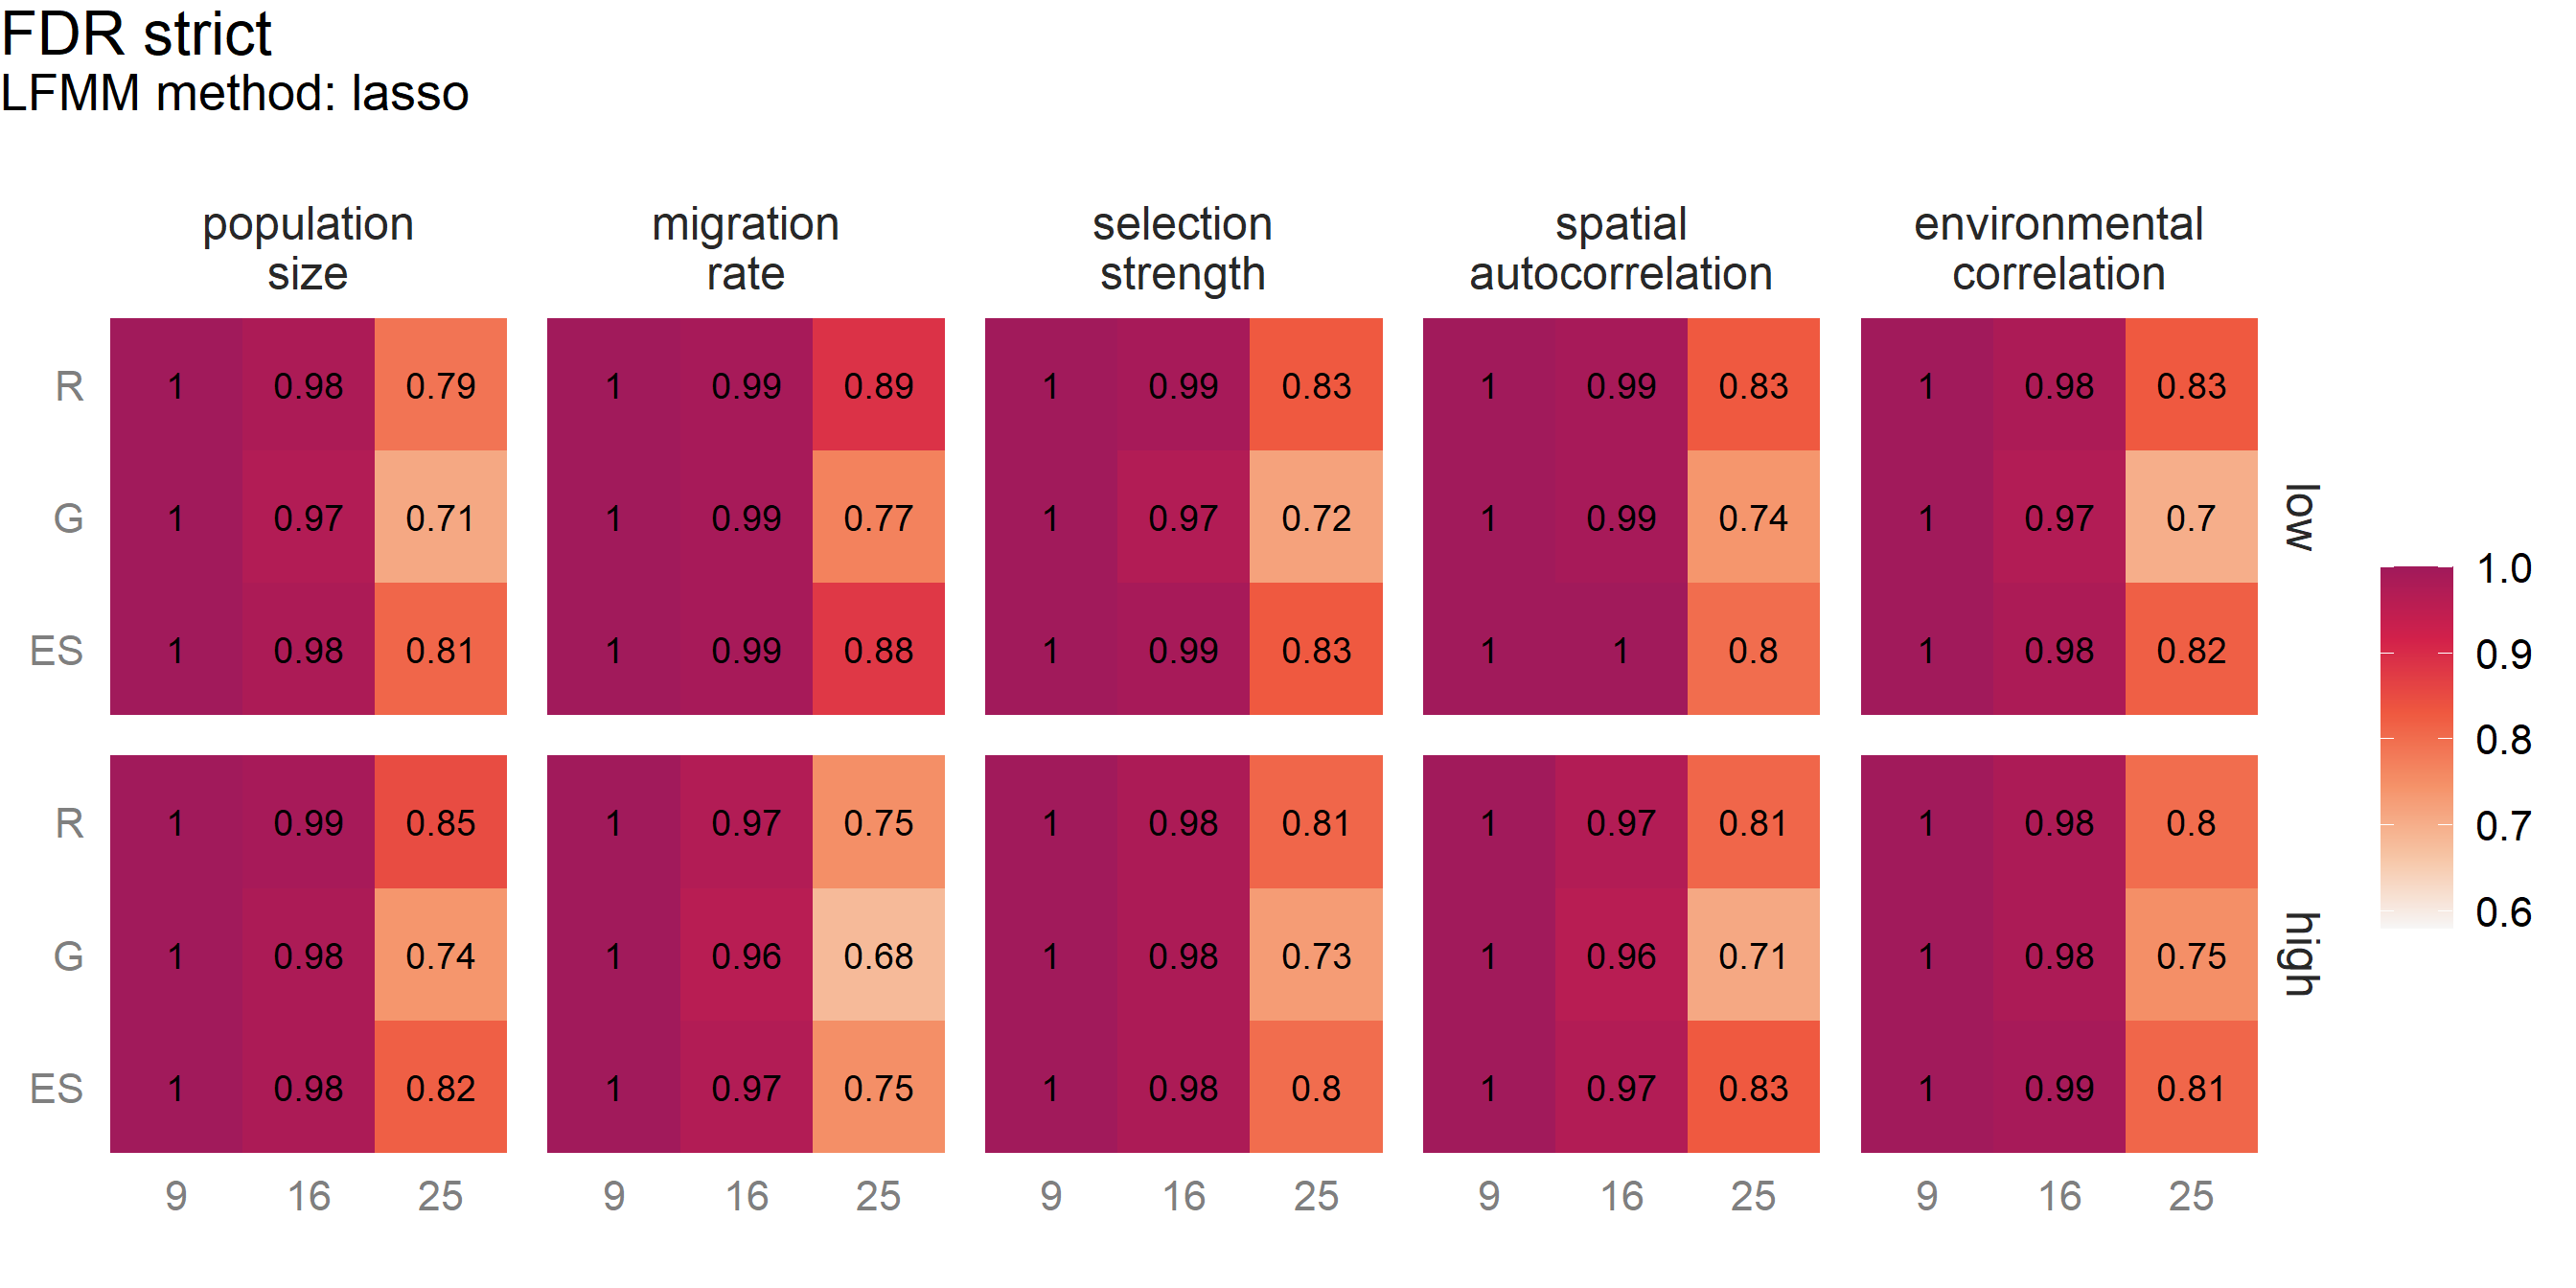 FDR strict
LFMM method: lasso
population size
migration rate
selection strength
spatial autocorrelation
environmental correlation
R 1 0.98 0.79 1 0.99 0.89 1 0.99 0.83 1 0.99 0.83 1 0.98 0.83
G 1 0.97 0.71 1 0.99 0.77 1 0.97 0.72 1 0.99 0.74 1 0.97 0.7
ES 1 0.98 0.81 1 0.99 0.88 1 0.99 0.83 1 1 0.8 1 0.98 0.82
low
R 1 0.99 0.85 1 0.97 0.75 1 0.98 0.81 1 0.97 0.81 1 0.98 0.8
G 1 0.98 0.74 1 0.96 0.68 1 0.98 0.73 1 0.96 0.71 1 0.98 0.75
ES 1 0.98 0.82 1 0.97 0.75 1 0.98 0.8 1 0.97 0.83 1 0.99 0.81
high
9 16 25 9 16 25 9 16 25 9 16 25 9 16 25
1.0
0.9
0.8
0.7
0.6